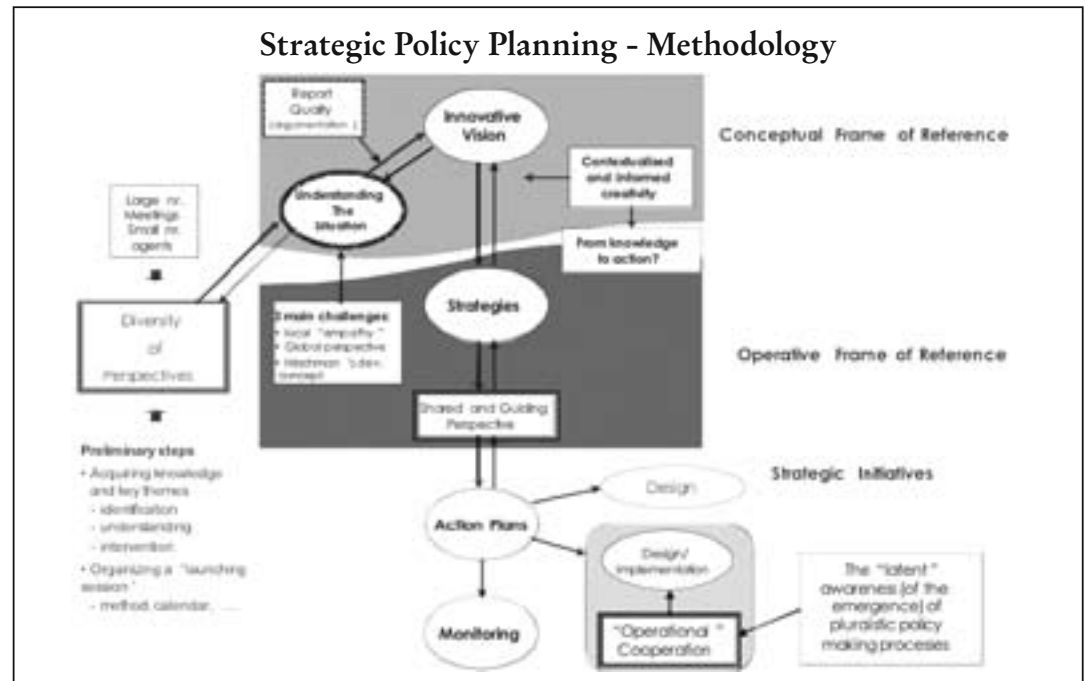 Strategic Policy Planning - Methodology
Report
Quality
(argumentation )
Innovative
Vision
Conceptual Frame of Reference
Contextualised
and informed
creativity
Understanding
The
Situation
Large nr.
Meetings
Small nr.
agents
From knowledge
to action?
Strategies
Diversity
of
Perspectives
3 main challenges:
• local "empathy"
• Global perspective
concept
Operative Frame of Reference
Shared and Guiding
Perspective
Preliminary steps
• Acquiring knowledge
and key themes
- identification
- understanding
- intervention
• Organizing a "launching
session"
- method, calendar, ....
Strategic Initiatives
Design
Action Plans
Design/
Implementation
The "latent"
awareness (of the
emergence) of
pluralistic policy
making processes
Monitoring
"Operational"
Cooperation